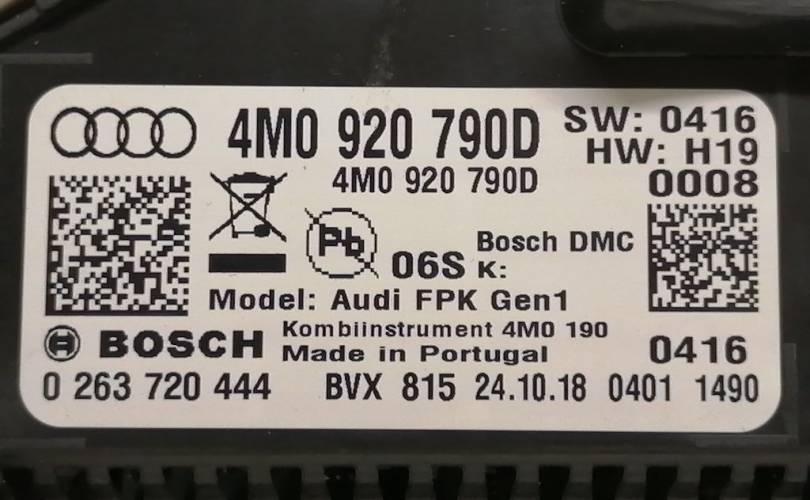 4M0 920 790D SW: 0416
HW: H19
4M0 920 790D 0008
Pb 06S Bosch DMC
K:
Model: Audi FPK Gen1
BOSCH Kombiinstrument 4M0 190
Made in Portugal 0416
0 263 720 444 BVX 815 24.10.18 0401 1490